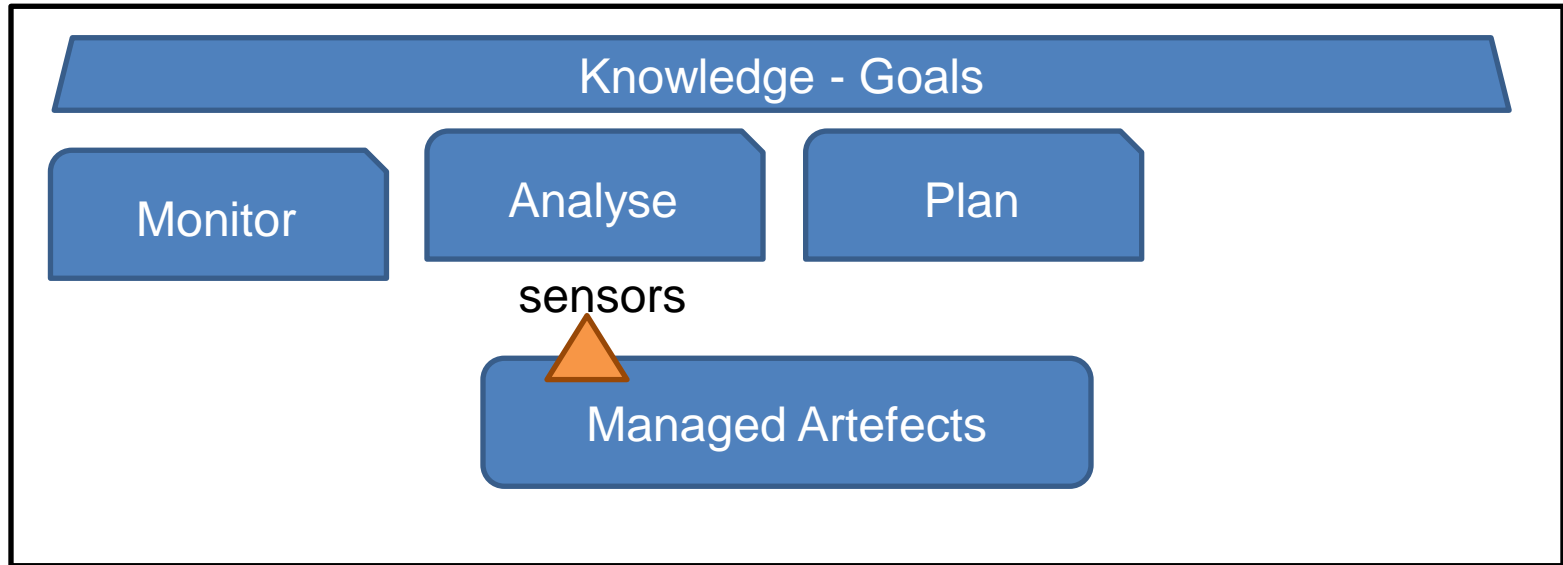 Knowledge - Goals
Monitor
Analyse
Plan
sensors
Managed Artefects